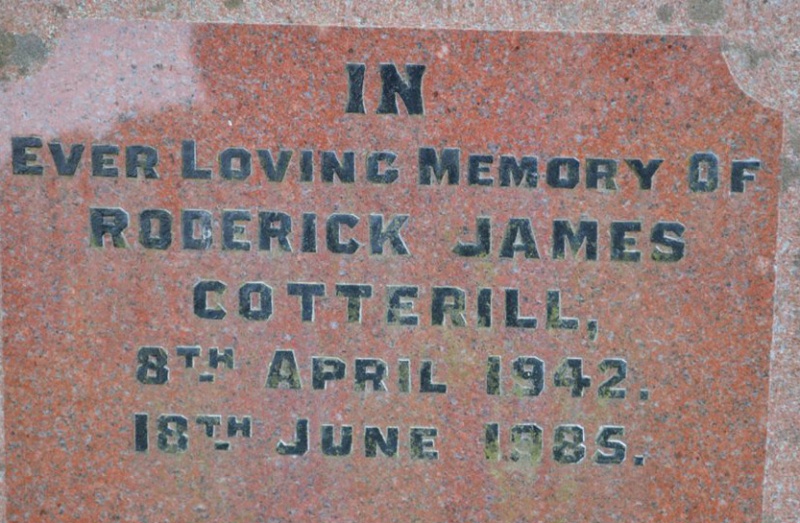 IN
EVER LOVING MEMORY OF
RODERICK JAMES
COTTERILL,
8TH APRIL 1942.
18TH JUNE 1985.